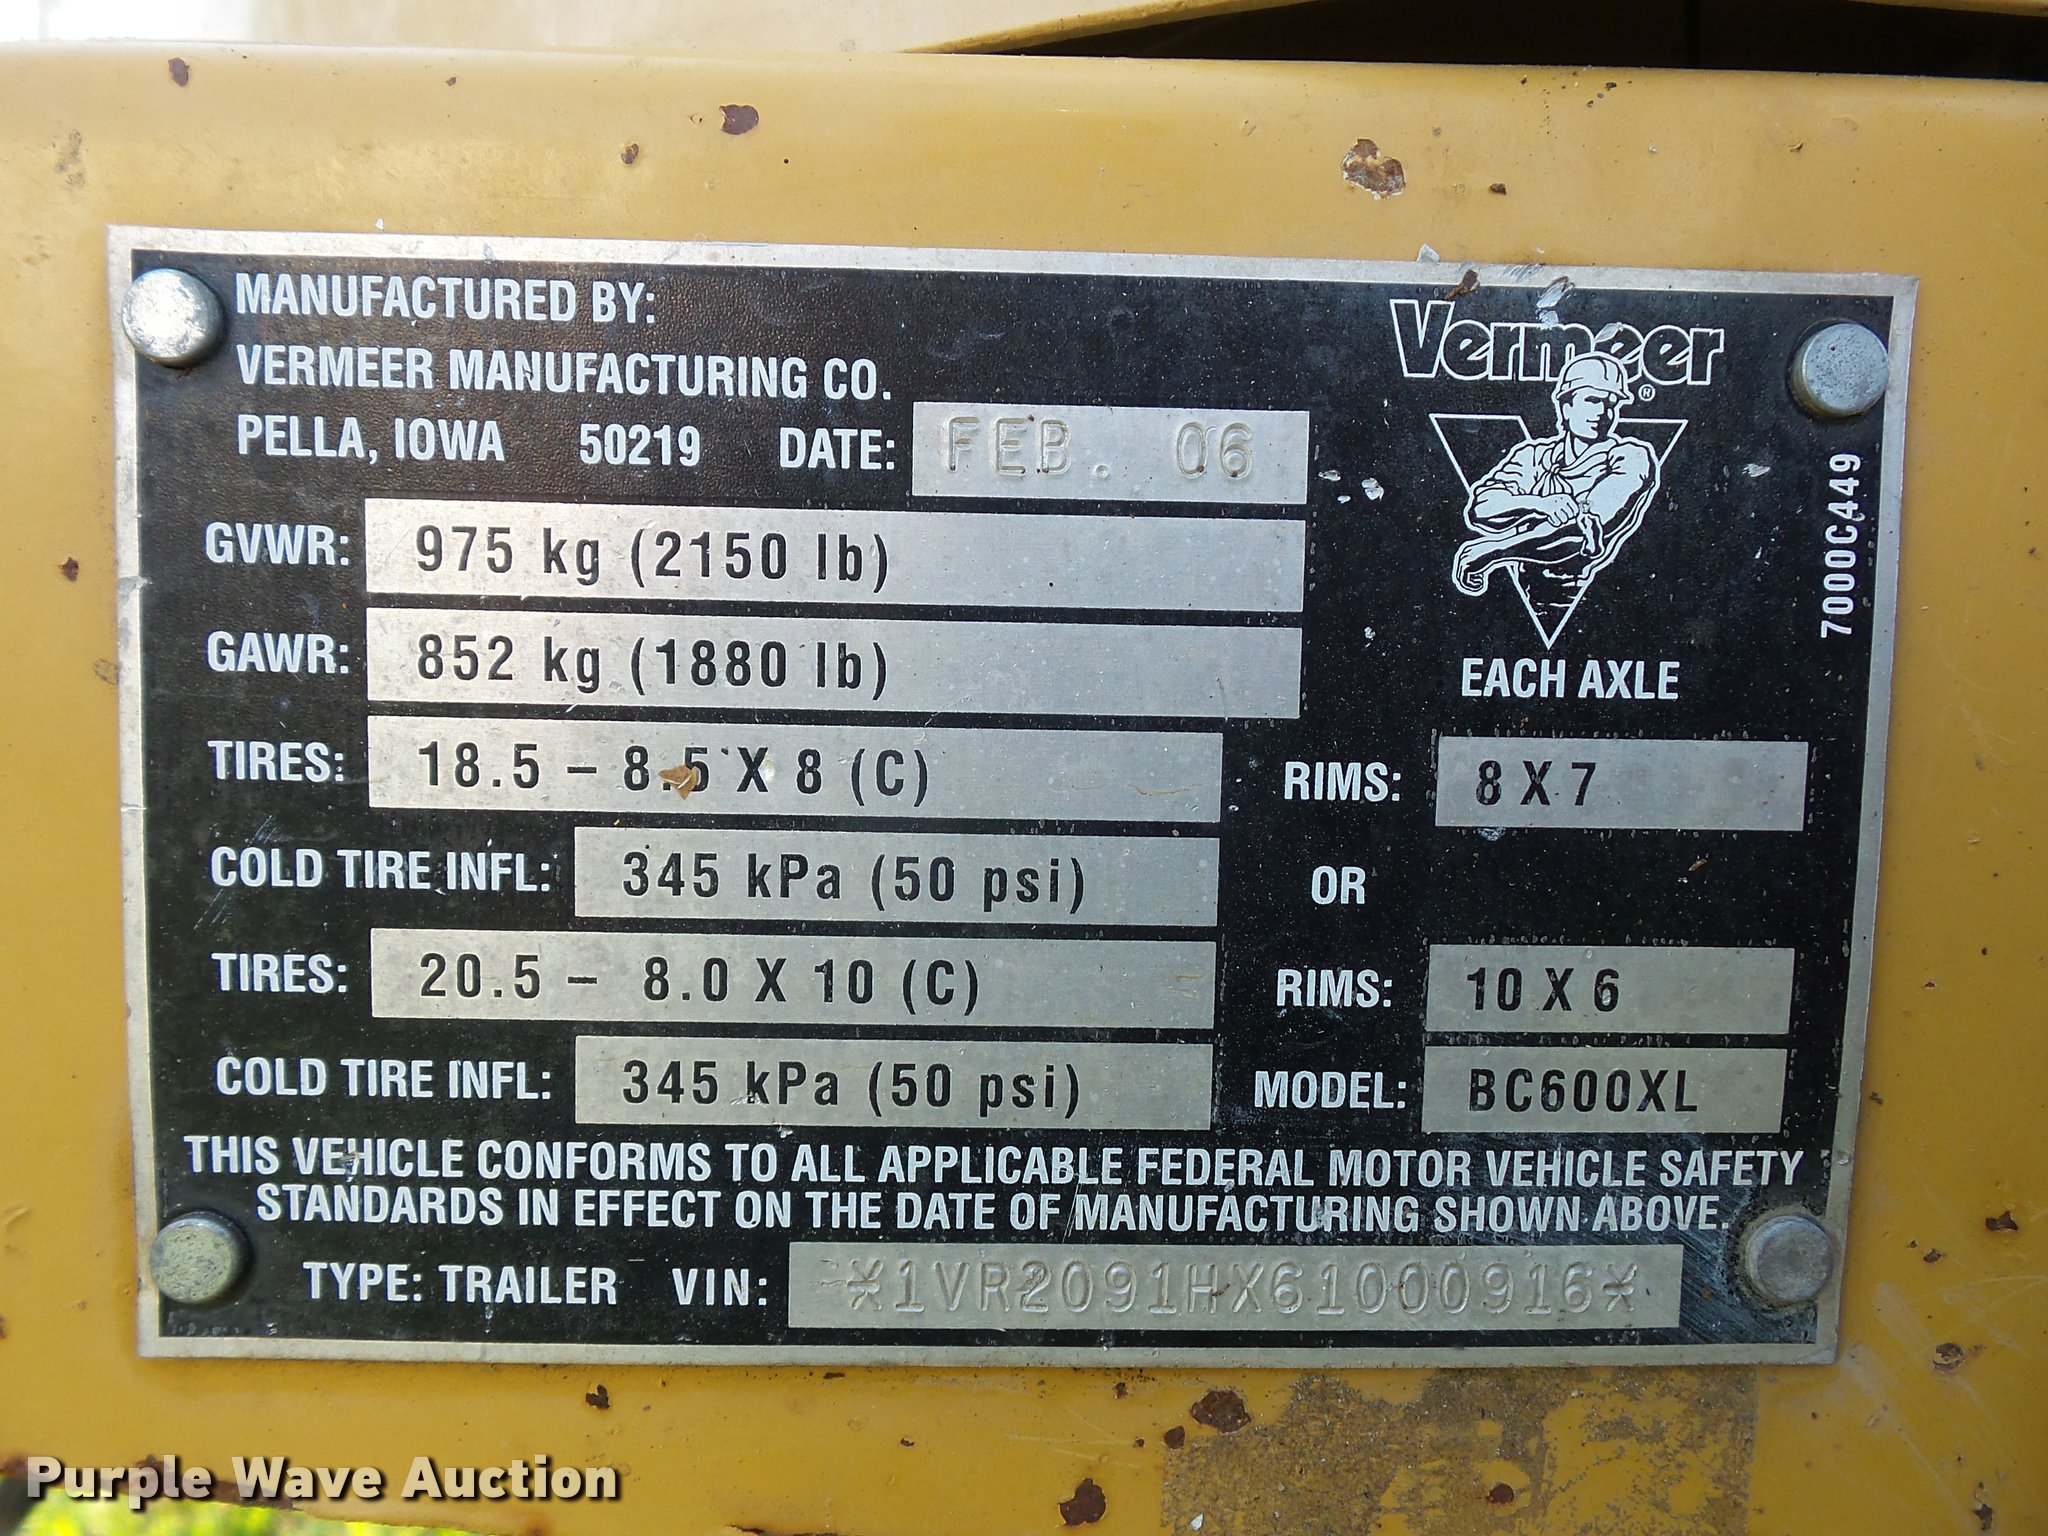 MANUFACTURED BY:
VERMEER MANUFACTURING CO.
PELLA, IOWA 50219 DATE: FEB. 06
Vermeer ®
7000C449
GVWR: 975 kg (2150 lb)
GAWR: 852 kg (1880 lb) EACH AXLE
TIRES: 18.5 – 8.5 X 8 (C) RIMS: 8 X 7
COLD TIRE INFL: 345 kPa (50 psi) OR
TIRES: 20.5 – 8.0 X 10 (C) RIMS: 10 X 6
COLD TIRE INFL: 345 kPa (50 psi) MODEL: BC600XL
THIS VEHICLE CONFORMS TO ALL APPLICABLE FEDERAL MOTOR VEHICLE SAFETY
STANDARDS IN EFFECT ON THE DATE OF MANUFACTURING SHOWN ABOVE.
TYPE: TRAILER VIN: *1VR2091HX61000916*
Purple Wave Auction